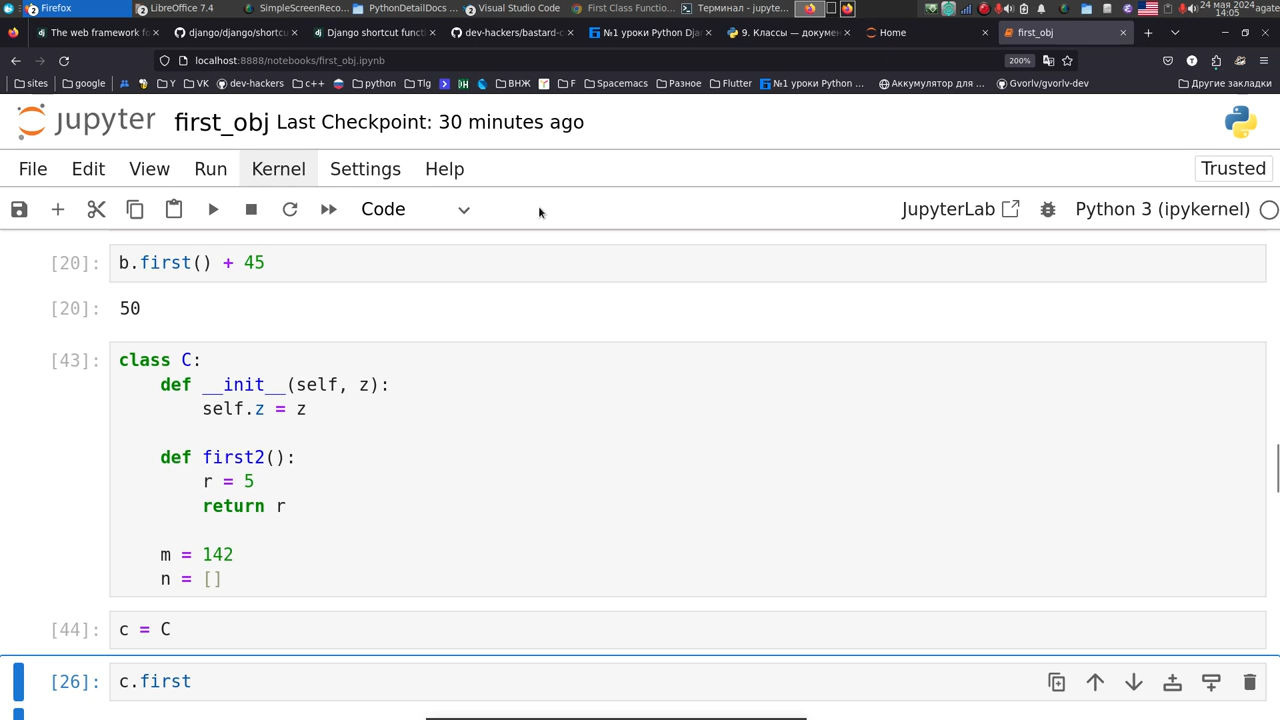 Firefox
LibreOffice 7.4
SimpleScreenReco...
PythonDetailDocs ...
Visual Studio Code
First Class Functio...
Терминал - jupyte...
24 мая 2024
14:05
agate
The web framework fo
django/django/shortcu
Django shortcut functi
dev-hackers/bastard-c
№1 уроки Python Dja
9. Классы — докумен
Home
first_obj
localhost:8888/notebooks/first_obj.ipynb
200%
sites
google
Y
VK
dev-hackers
c++
python
Tlg
ВНЖ
F
Spacemacs
Разное
Flutter
№1 уроки Python ...
Аккумулятор для ...
Gvorlv/gvorlv-dev
Другие закладки
jupyter first_obj Last Checkpoint: 30 minutes ago
File Edit View Run Kernel Settings Help
Trusted
Code
JupyterLab
Python 3 (ipykernel)
[20]: b.first() + 45
[20]: 50
[43]: class C:
    def __init__(self, z):
        self.z = z
    def first2():
        r = 5
        return r
    m = 142
    n = []
[44]: c = C
[26]: c.first